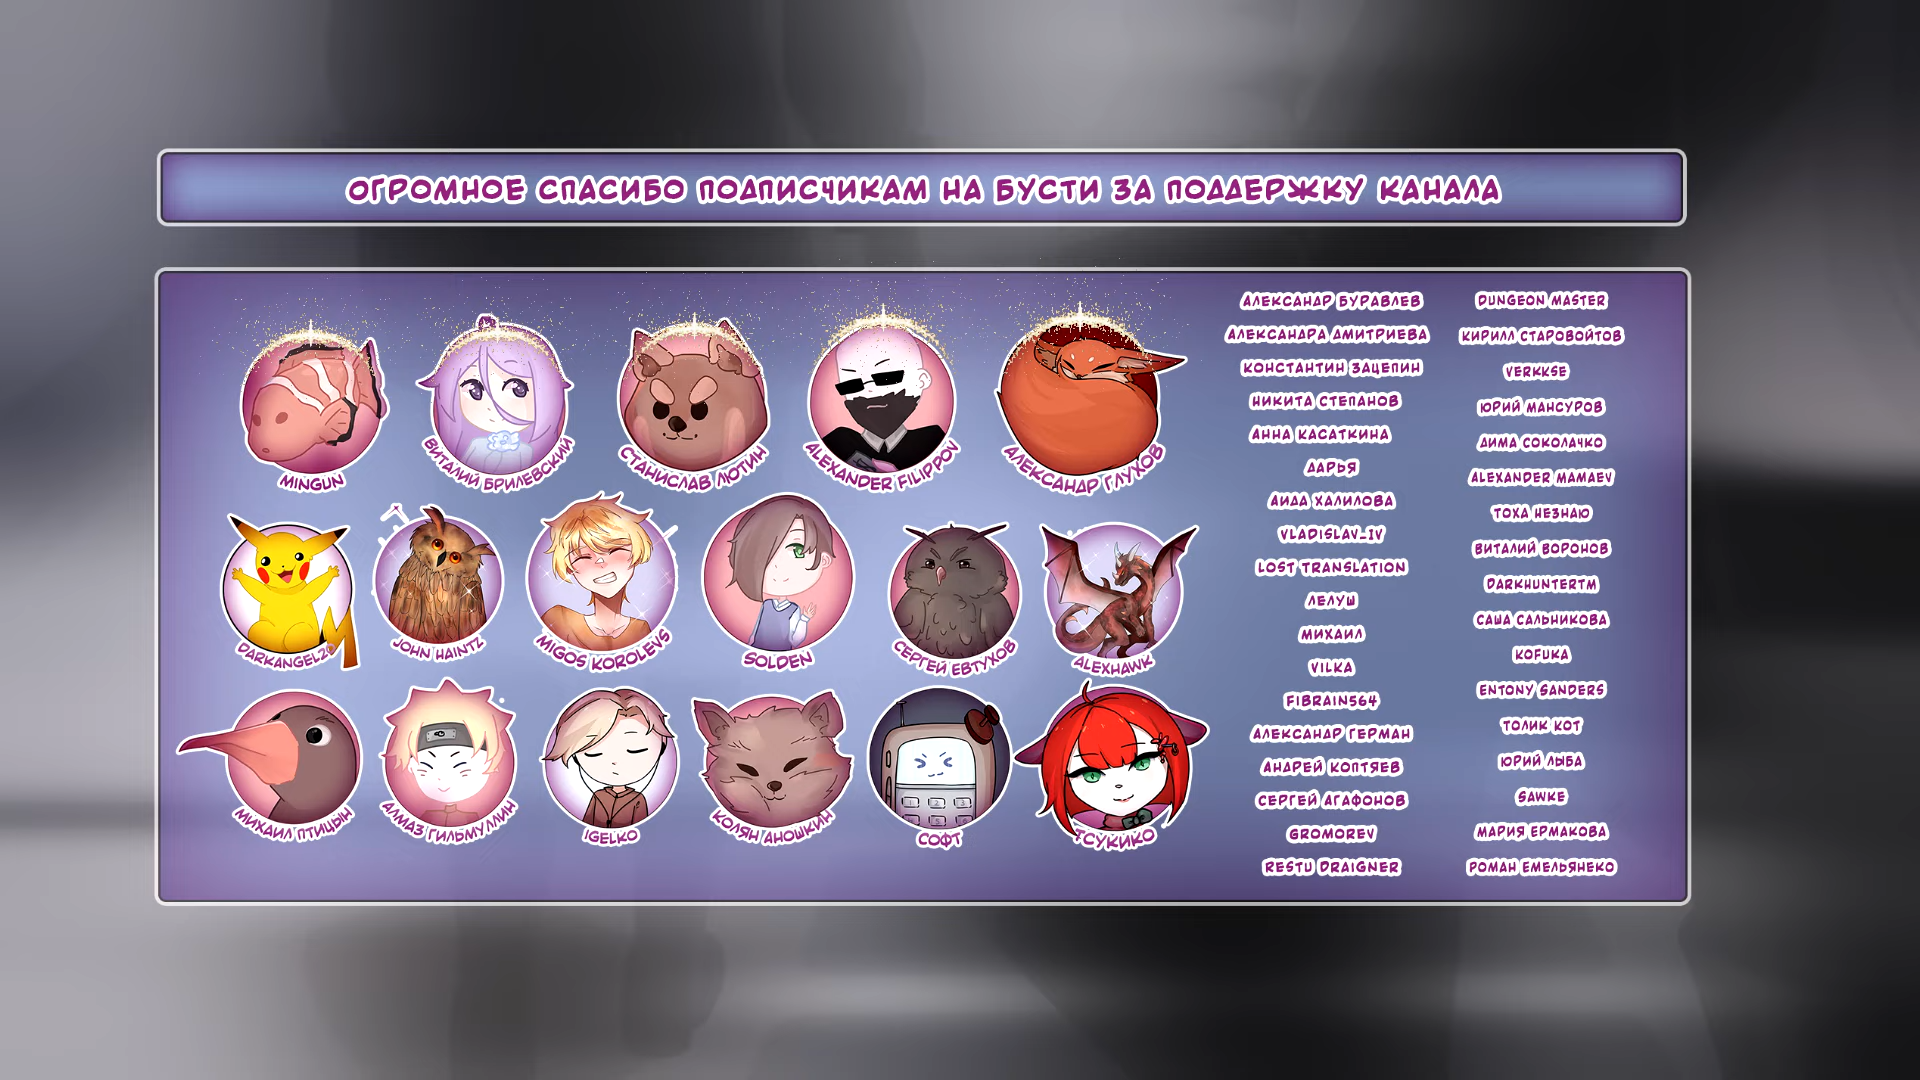 ОГРОМНОЕ СПАСИБО ПОДПИСЧИКАМ НА БУСТИ ЗА ПОДДЕРЖКУ КАНАЛА
MINGUN
ВИТАЛИЙ БРИЛЕВСКИЙ
СТАНИСЛАВ ЛЮТИН
ALEXANDER FILIPPOV
АЛЕКСАНДР ГЛУХОВ
DARKANGEL20
JOHN HAINTZ
MIGOS KOROLEVS
SOLDEN
СЕРГЕЙ ЕВТУХОВ
ALEXHAWK
МИХАИЛ ПТИЦЫН
АЛМАЗ ГИЛЬМУЛЛИН
IGELKO
КОЛЯН АНОШКИН
СОФТ
ТСУКИКО
АЛЕКСАНДР БУРАВЛЕВ
АЛЕКСАНДРА ДМИТРИЕВА
КОНСТАНТИН ЗАЦЕПИН
НИКИТА СТЕПАНОВ
АННА КАСАТКИНА
ДАРЬЯ
АИДА ХАЛИЛОВА
VLADISLAV_IV
LOST TRANSLATION
ЛЕЛУШ
МИХАИЛ
VILKA
FIBRAIN564
АЛЕКСАНДР ГЕРМАН
АНДРЕЙ КОПТЯЕВ
СЕРГЕЙ АГАФОНОВ
GROMOREV
RESTU DRAIGNER
DUNGEON MASTER
КИРИЛЛ СТАРОВОЙТОВ
VERKKSE
ЮРИЙ МАНСУРОВ
ДИМА СОКОЛАЧКО
ALEXANDER MAMAEV
ТОХА НЕЗНАЮ
ВИТАЛИЙ ВОРОНОВ
DARKHUNTERTM
САША САЛЬНИКОВА
KOFUKA
ENTONY SANDERS
ТОЛИК КОТ
ЮРИЙ ЛЫБА
SAWKE
МАРИЯ ЕРМАКОВА
РОМАН ЕМЕЛЬЯНЕКО